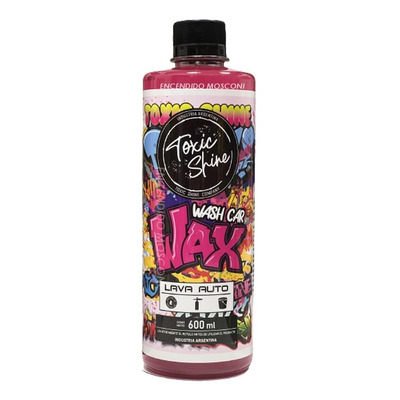 ENCENDIDO MOSCONI
TOXIC SHINE
INDUSTRIA ARGENTINA
Toxic
Shine
TOXIC SHINE COMPANY
WASH CAR
WAX
LAVA AUTO
600 ml
INDUSTRIA ARGENTINA